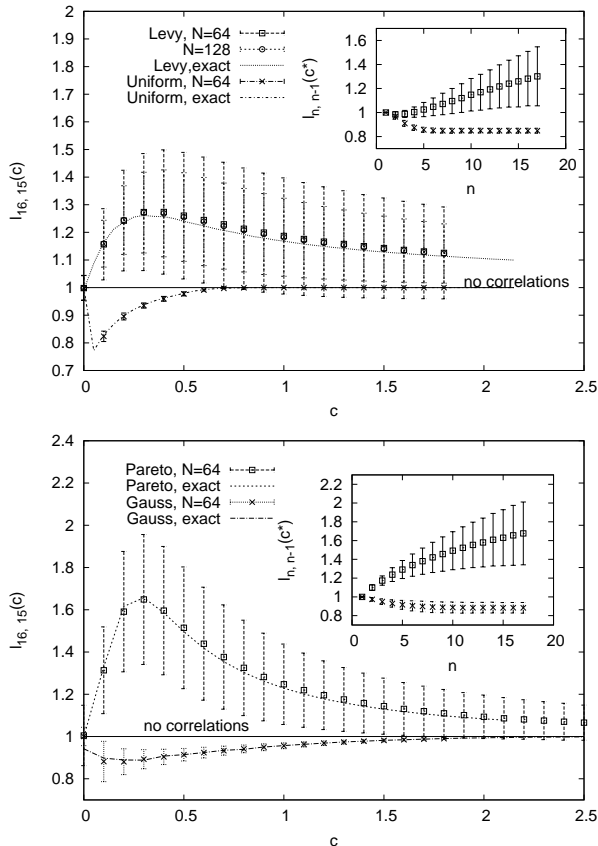 2
1.9
1.8
1.7
1.6
1.5
1.4
1.3
1.2
1.1
1
0.9
0.8
0.7
0 0.5 1 1.5 2 2.5
I16, 15(c)
c
Levy, N=64
N=128
Levy,exact
Uniform, N=64
Uniform, exact
no correlations
1.6
1.4
1.2
1
0.8
0 5 10 15 20
In, n-1(c*)
n
2.4
2.2
2
1.8
1.6
1.4
1.2
1
0.8
0 0.5 1 1.5 2 2.5
I16, 15(c)
c
Pareto, N=64
Pareto, exact
Gauss, N=64
Gauss, exact
no correlations
2.4
2
1.6
1.2
0.8
0 5 10 15 20
In, n-1(c*)
n